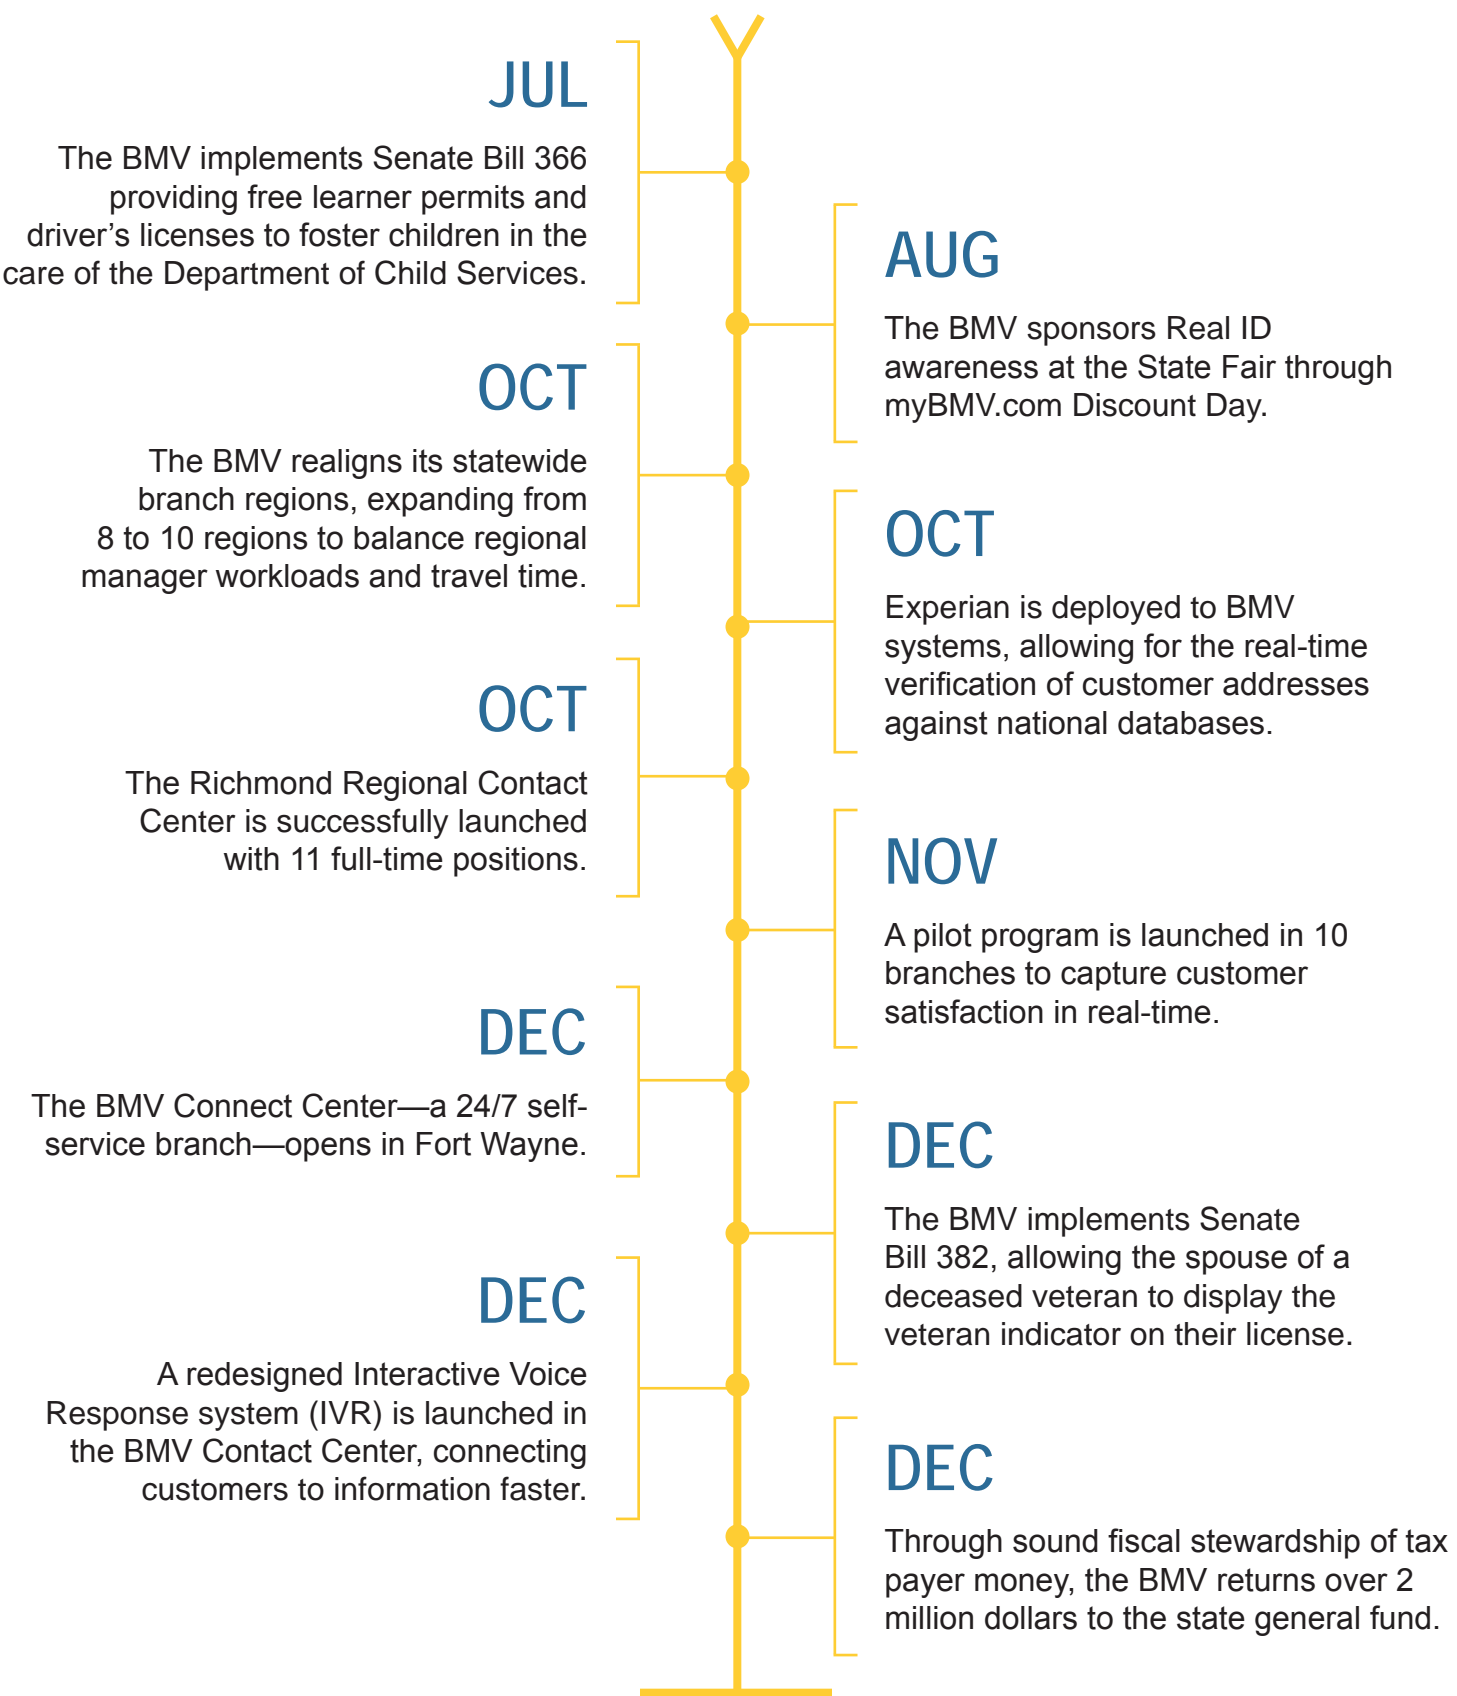 JUL
The BMV implements Senate Bill 366
providing free learner permits and
driver’s licenses to foster children in the
care of the Department of Child Services.
AUG
The BMV sponsors Real ID
awareness at the State Fair through
myBMV.com Discount Day.
OCT
The BMV realigns its statewide
branch regions, expanding from
8 to 10 regions to balance regional
manager workloads and travel time.
OCT
Experian is deployed to BMV
systems, allowing for the real-time
verification of customer addresses
against national databases.
OCT
The Richmond Regional Contact
Center is successfully launched
with 11 full-time positions.
NOV
A pilot program is launched in 10
branches to capture customer
satisfaction in real-time.
DEC
The BMV Connect Center—a 24/7 self-
service branch—opens in Fort Wayne.
DEC
The BMV implements Senate
Bill 382, allowing the spouse of a
deceased veteran to display the
veteran indicator on their license.
DEC
A redesigned Interactive Voice
Response system (IVR) is launched in
the BMV Contact Center, connecting
customers to information faster.
DEC
Through sound fiscal stewardship of tax
payer money, the BMV returns over 2
million dollars to the state general fund.